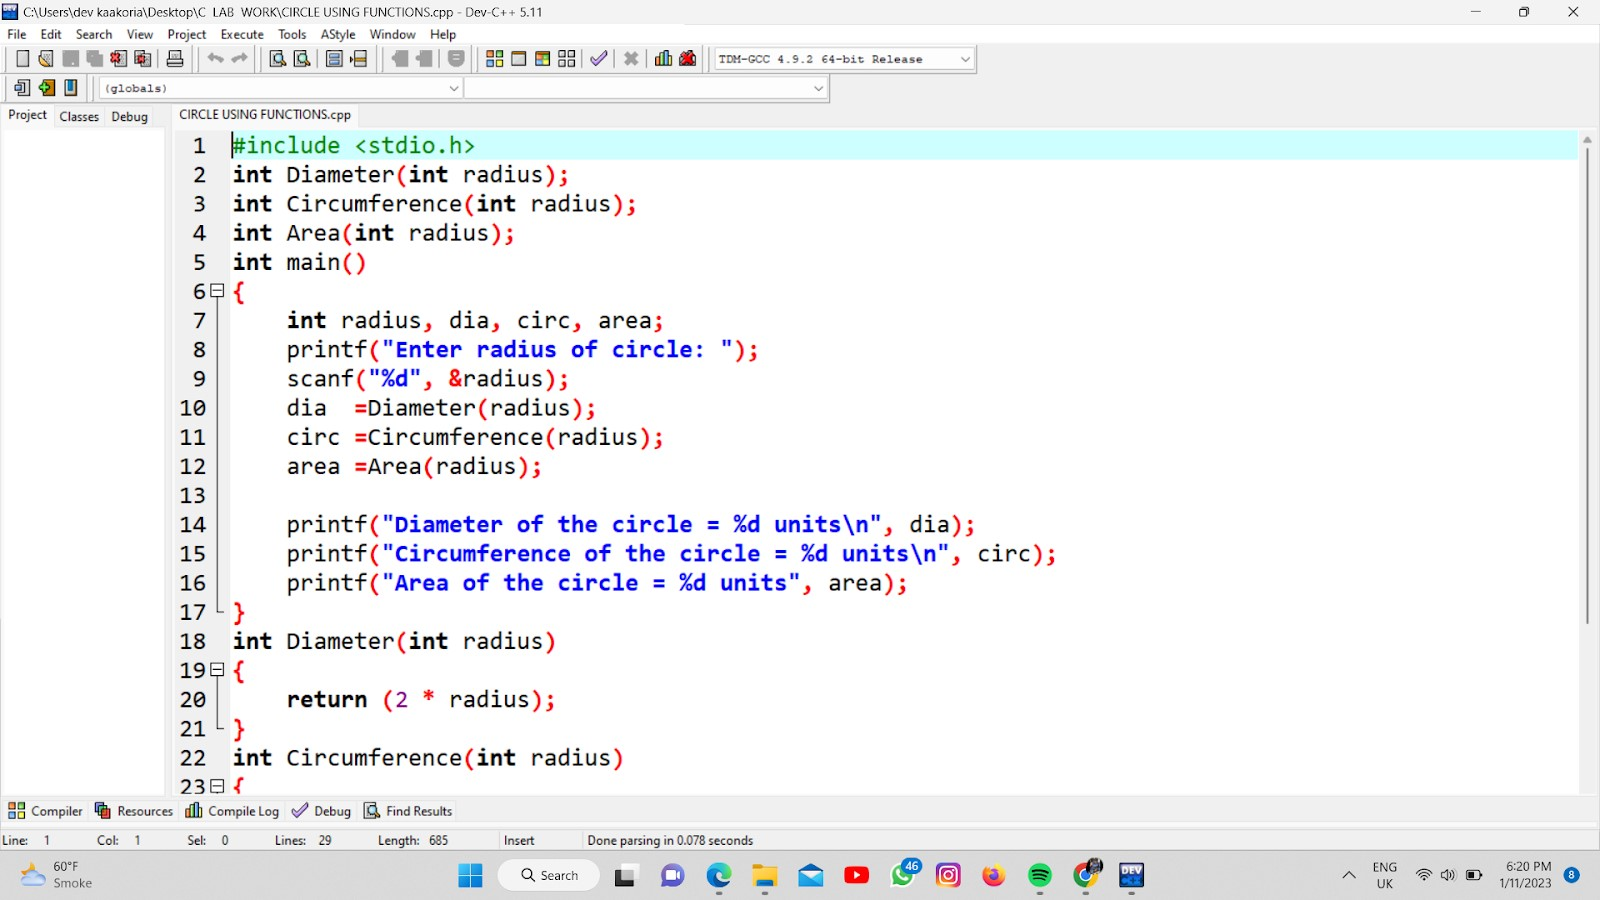 C:\Users\dev kaakoria\Desktop\C  LAB  WORK\CIRCLE USING FUNCTIONS.cpp - Dev-C++ 5.11
File Edit Search View Project Execute Tools AStyle Window Help
TDM-GCC 4.9.2 64-bit Release
(globals)
Project Classes Debug CIRCLE USING FUNCTIONS.cpp
1 #include <stdio.h>
2 int Diameter(int radius);
3 int Circumference(int radius);
4 int Area(int radius);
5 int main()
6 {
7     int radius, dia, circ, area;
8     printf("Enter radius of circle: ");
9     scanf("%d", &radius);
10     dia  =Diameter(radius);
11     circ =Circumference(radius);
12     area =Area(radius);
13
14     printf("Diameter of the circle = %d units\n", dia);
15     printf("Circumference of the circle = %d units\n", circ);
16     printf("Area of the circle = %d units", area);
17 }
18 int Diameter(int radius)
19 {
20     return (2 * radius);
21 }
22 int Circumference(int radius)
23 {
Compiler Resources Compile Log Debug Find Results
Line: 1 Col: 1 Sel: 0 Lines: 29 Length: 685 Insert Done parsing in 0.078 seconds
60°F
Smoke
Search
46
DEV
ENG
UK
6:20 PM
1/11/2023
8